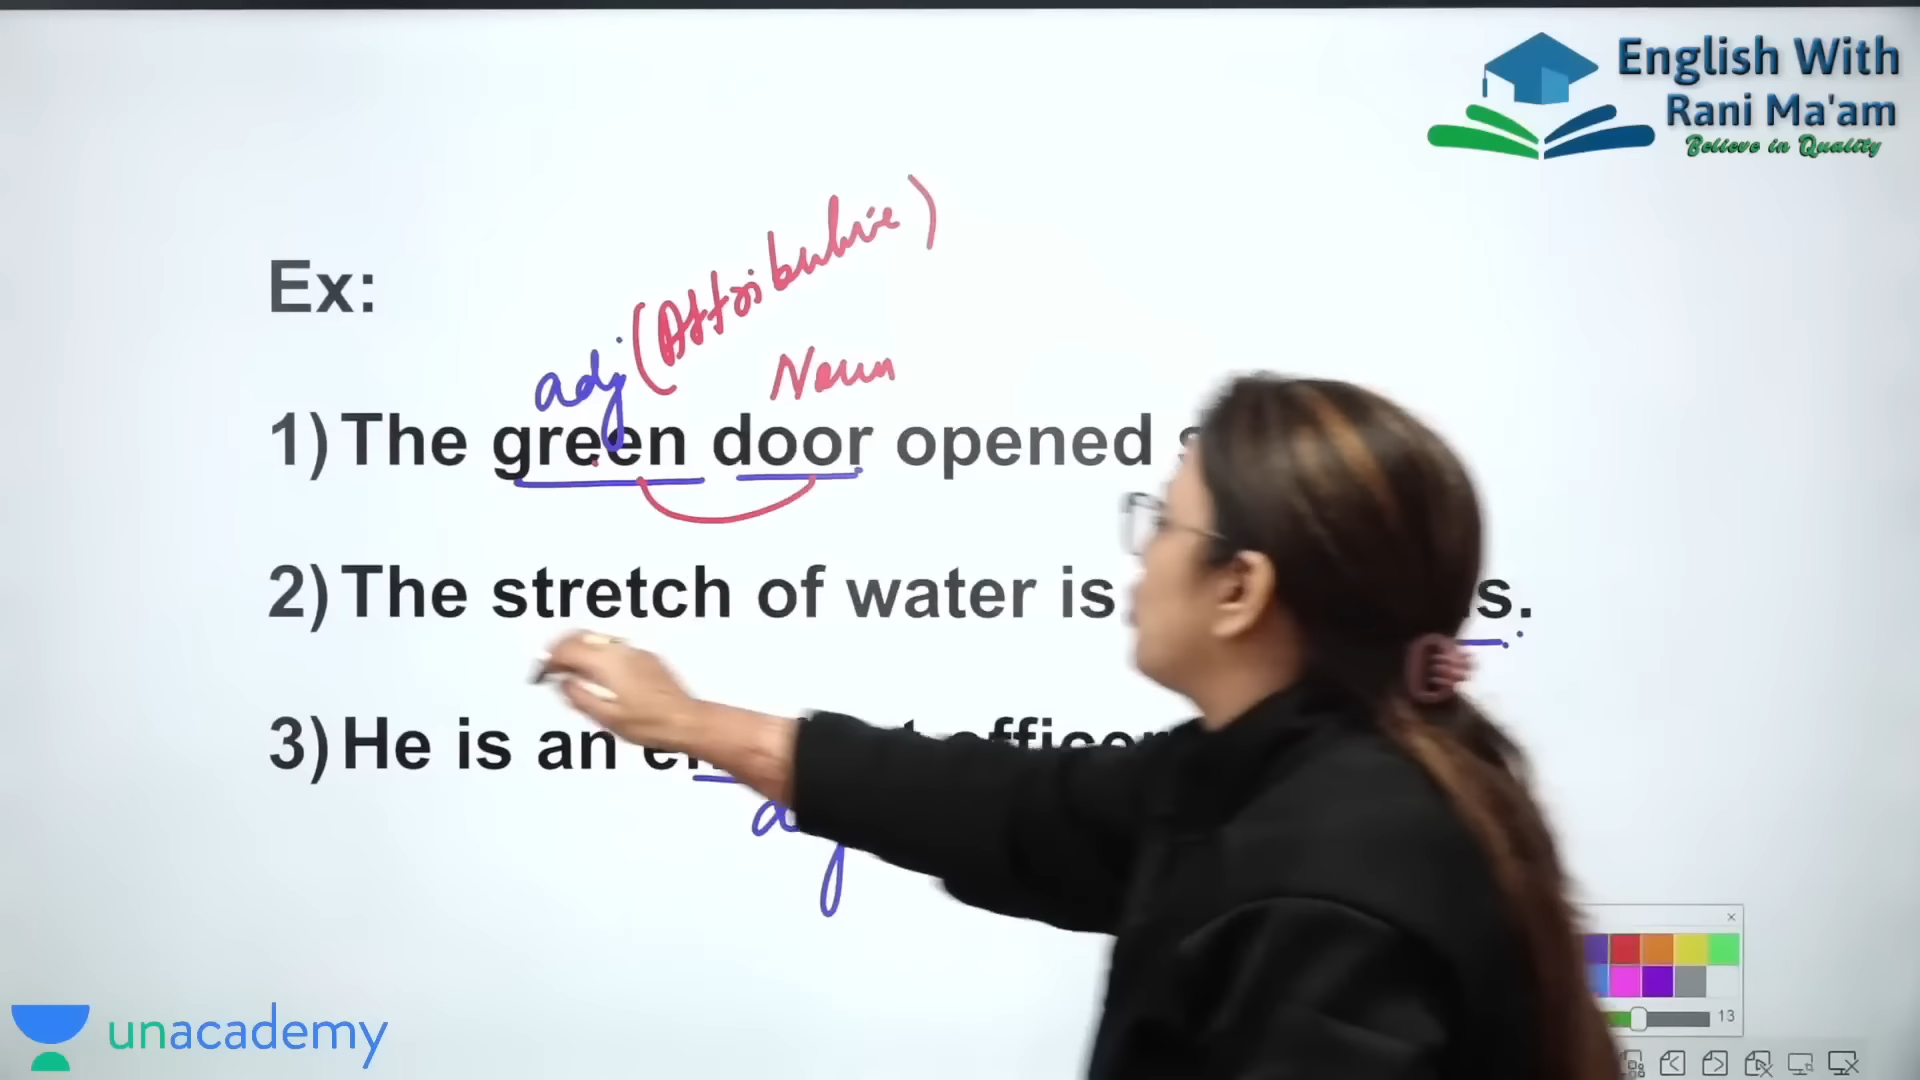 English With
Rani Ma'am
Believe in Quality
Ex:
adj (Attributive)
Noun
1) The green door opened
2) The stretch of water is
3) He is an officer
unacademy
13